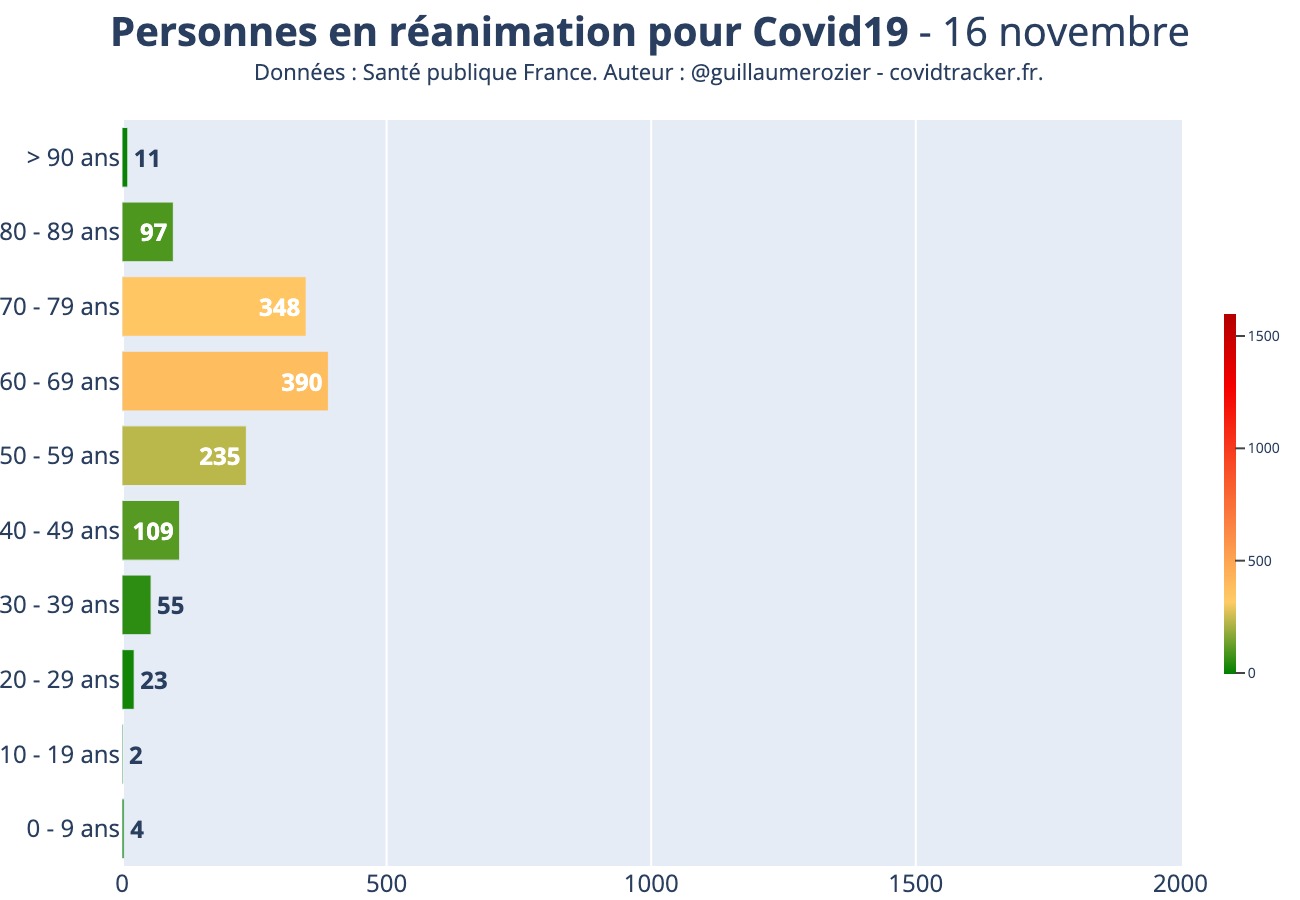 Personnes en réanimation pour Covid19 - 16 novembre
Données : Santé publique France. Auteur : @guillaumerozier - covidtracker.fr.
> 90 ans 11
80 - 89 ans 97
70 - 79 ans 348
60 - 69 ans 390
50 - 59 ans 235
40 - 49 ans 109
30 - 39 ans 55
20 - 29 ans 23
10 - 19 ans 2
0 - 9 ans 4
0 500 1000 1500 2000
1500
1000
500
0